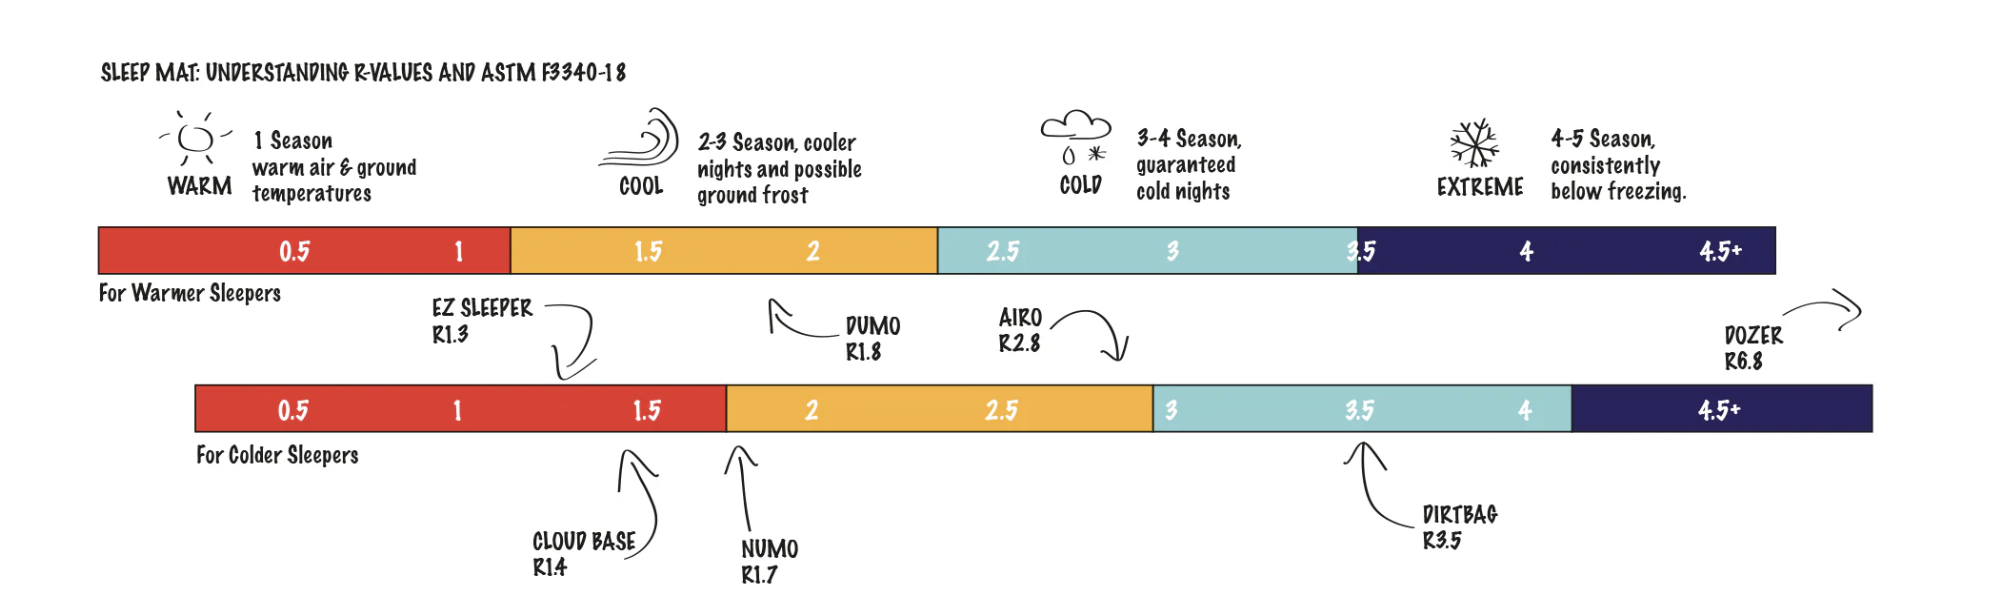 SLEEP MAT: UNDERSTANDING R-VALUES AND ASTM F3340-18
WARM
1 Season
warm air & ground
temperatures
COOL
2-3 Season, cooler
nights and possible
ground frost
COLD
3-4 Season,
guaranteed
cold nights
EXTREME
4-5 Season,
consistently
below freezing.
0.5 1 1.5 2 2.5 3 3.5 4 4.5+
For Warmer Sleepers
EZ SLEEPER
R1.3
DUMO
R1.8
AIRO
R2.8
DOZER
R6.8
0.5 1 1.5 2 2.5 3 3.5 4 4.5+
For Colder Sleepers
CLOUD BASE
R1.4
NUMO
R1.7
DIRTBAG
R3.5